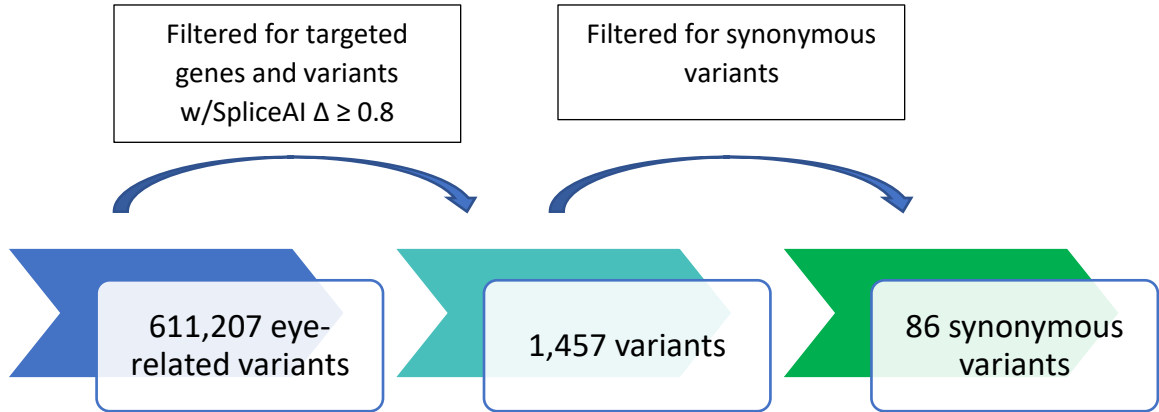 Filtered for targeted
genes and variants
w/SpliceAI Δ ≥ 0.8
Filtered for synonymous
variants
611,207 eye-
related variants
1,457 variants
86 synonymous
variants